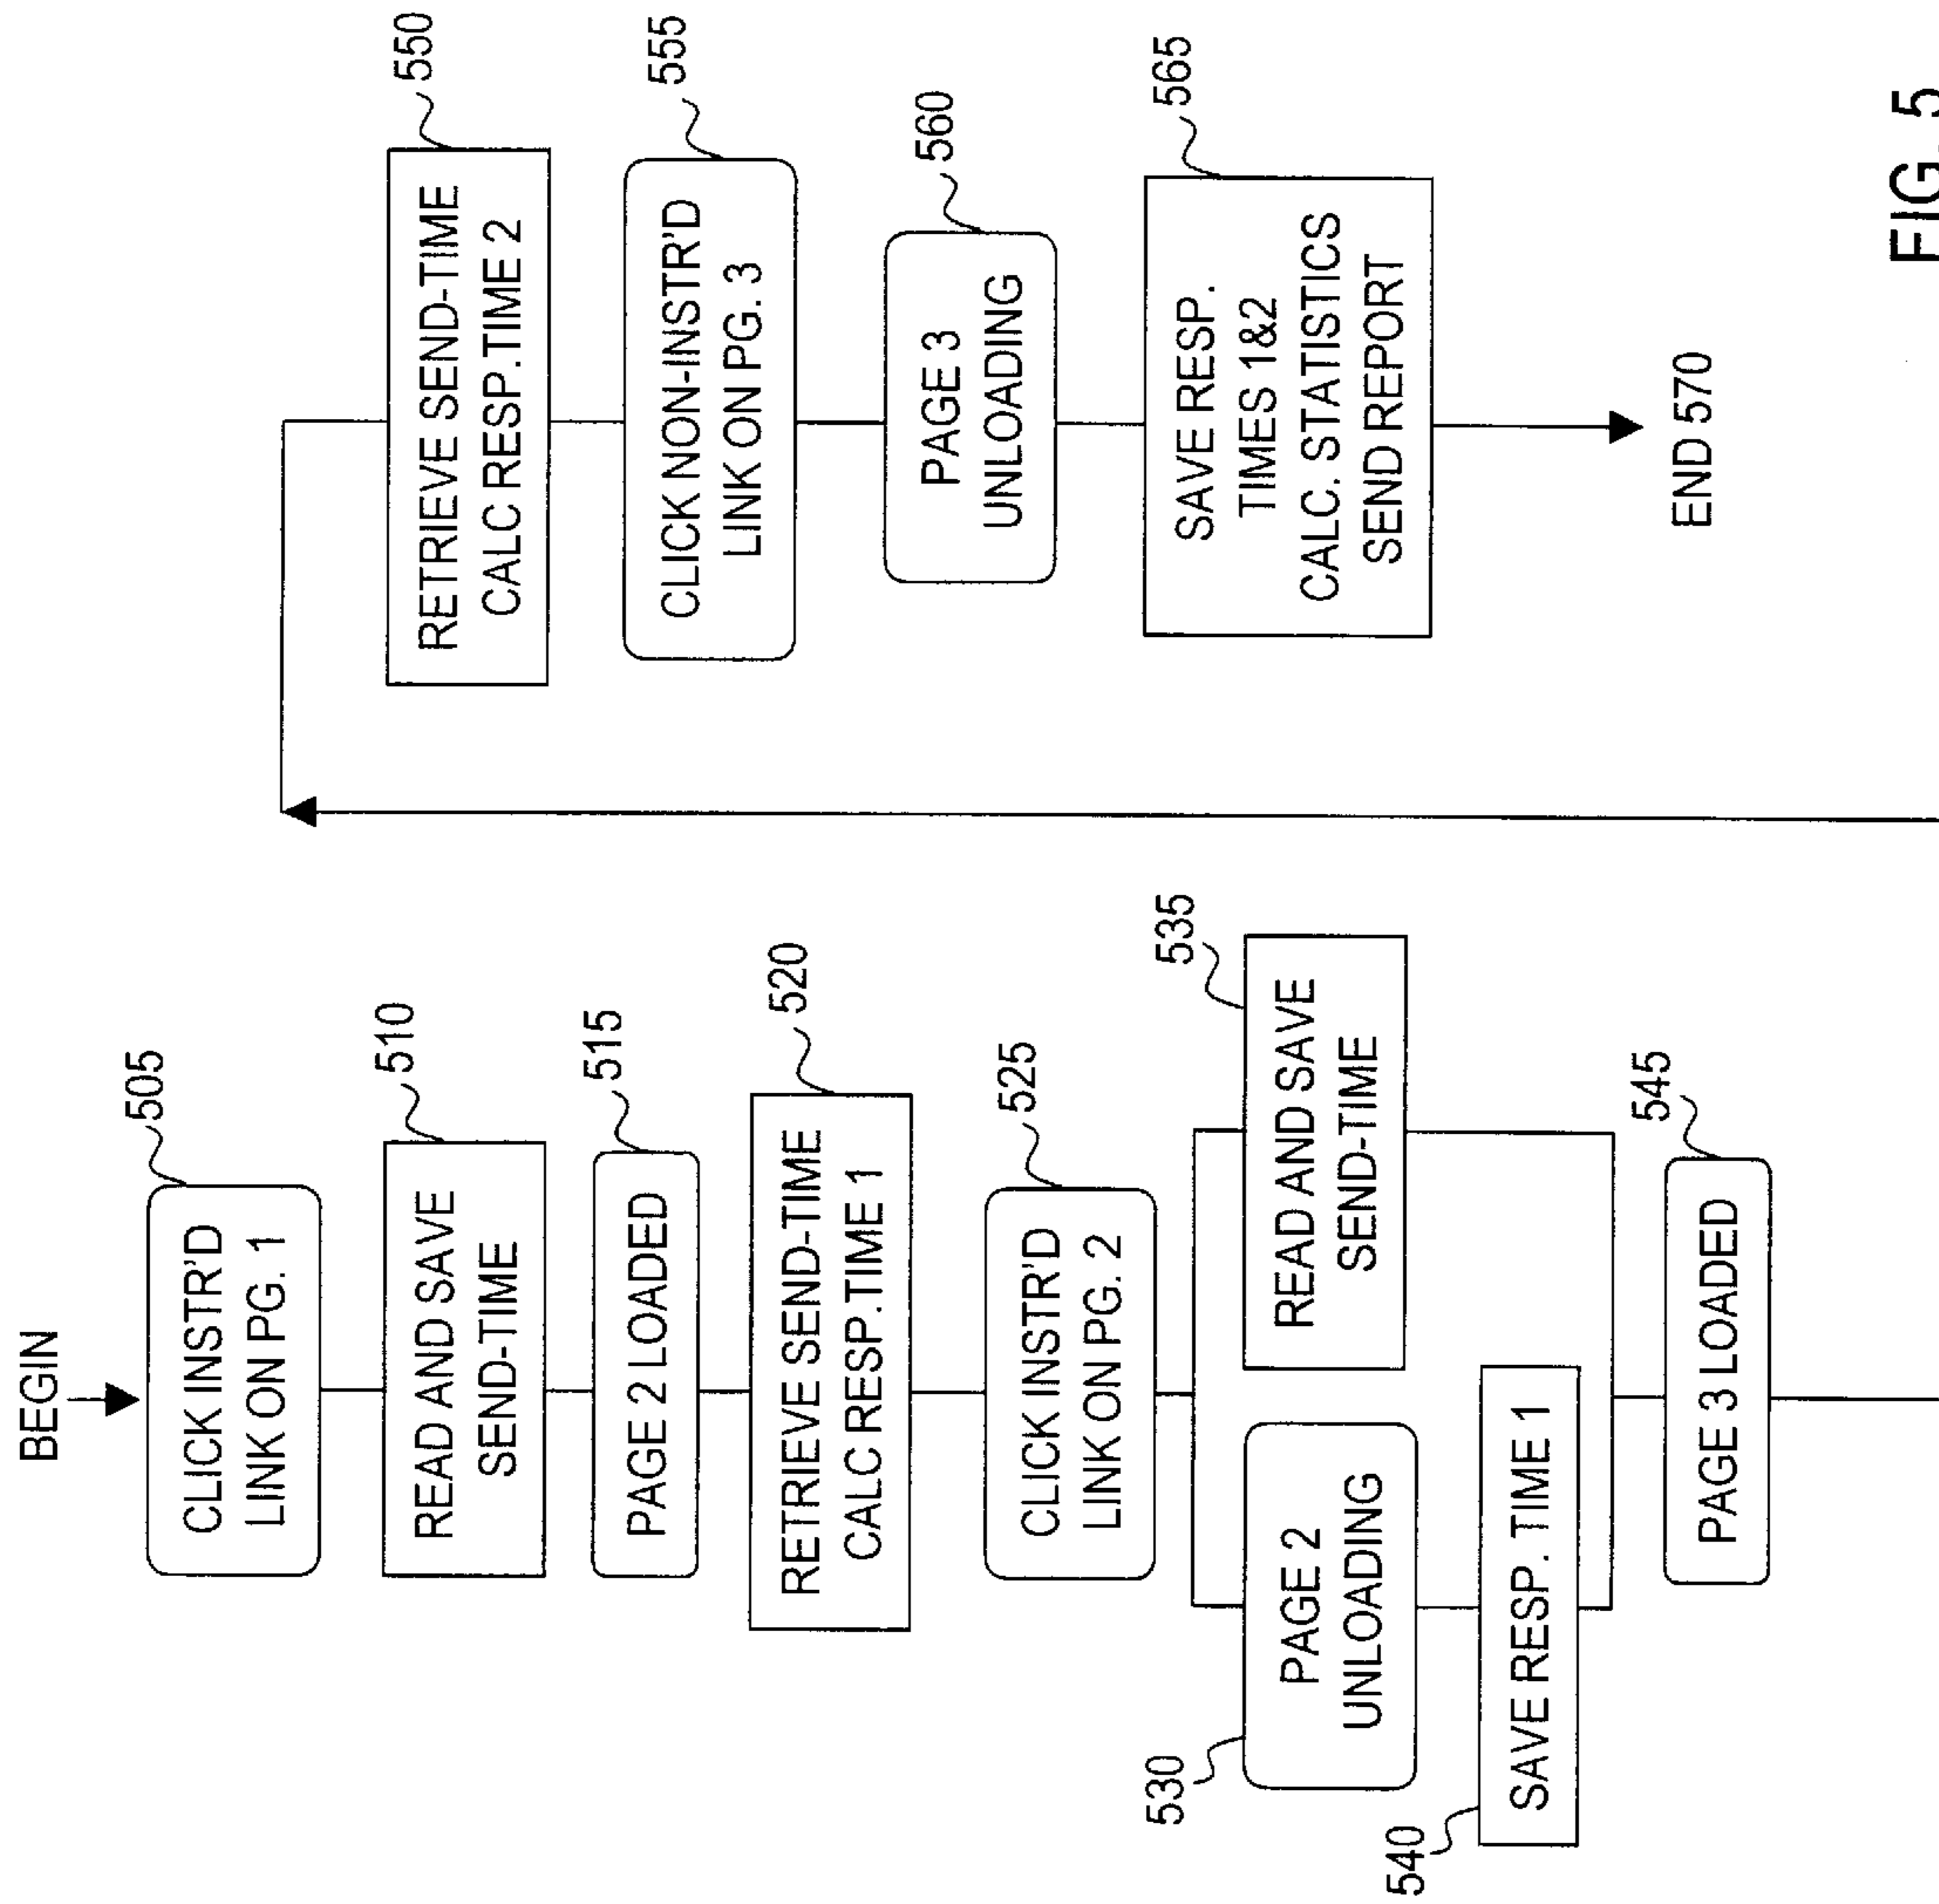 BEGIN
CLICK INSTR'D
LINK ON PG. 1
505
READ AND SAVE
SEND-TIME
510
PAGE 2 LOADED
515
RETRIEVE SEND-TIME
CALC RESP.TIME 1
520
CLICK INSTR'D
LINK ON PG. 2
525
PAGE 2
UNLOADING
530
READ AND SAVE
SEND-TIME
535
SAVE RESP. TIME 1
540
PAGE 3 LOADED
545
RETRIEVE SEND-TIME
CALC RESP.TIME 2
550
CLICK NON-INSTR'D
LINK ON PG. 3
555
PAGE 3
UNLOADING
560
SAVE RESP.
TIMES 1&2
CALC. STATISTICS
SEND REPORT
565
END 570
FIG. 5